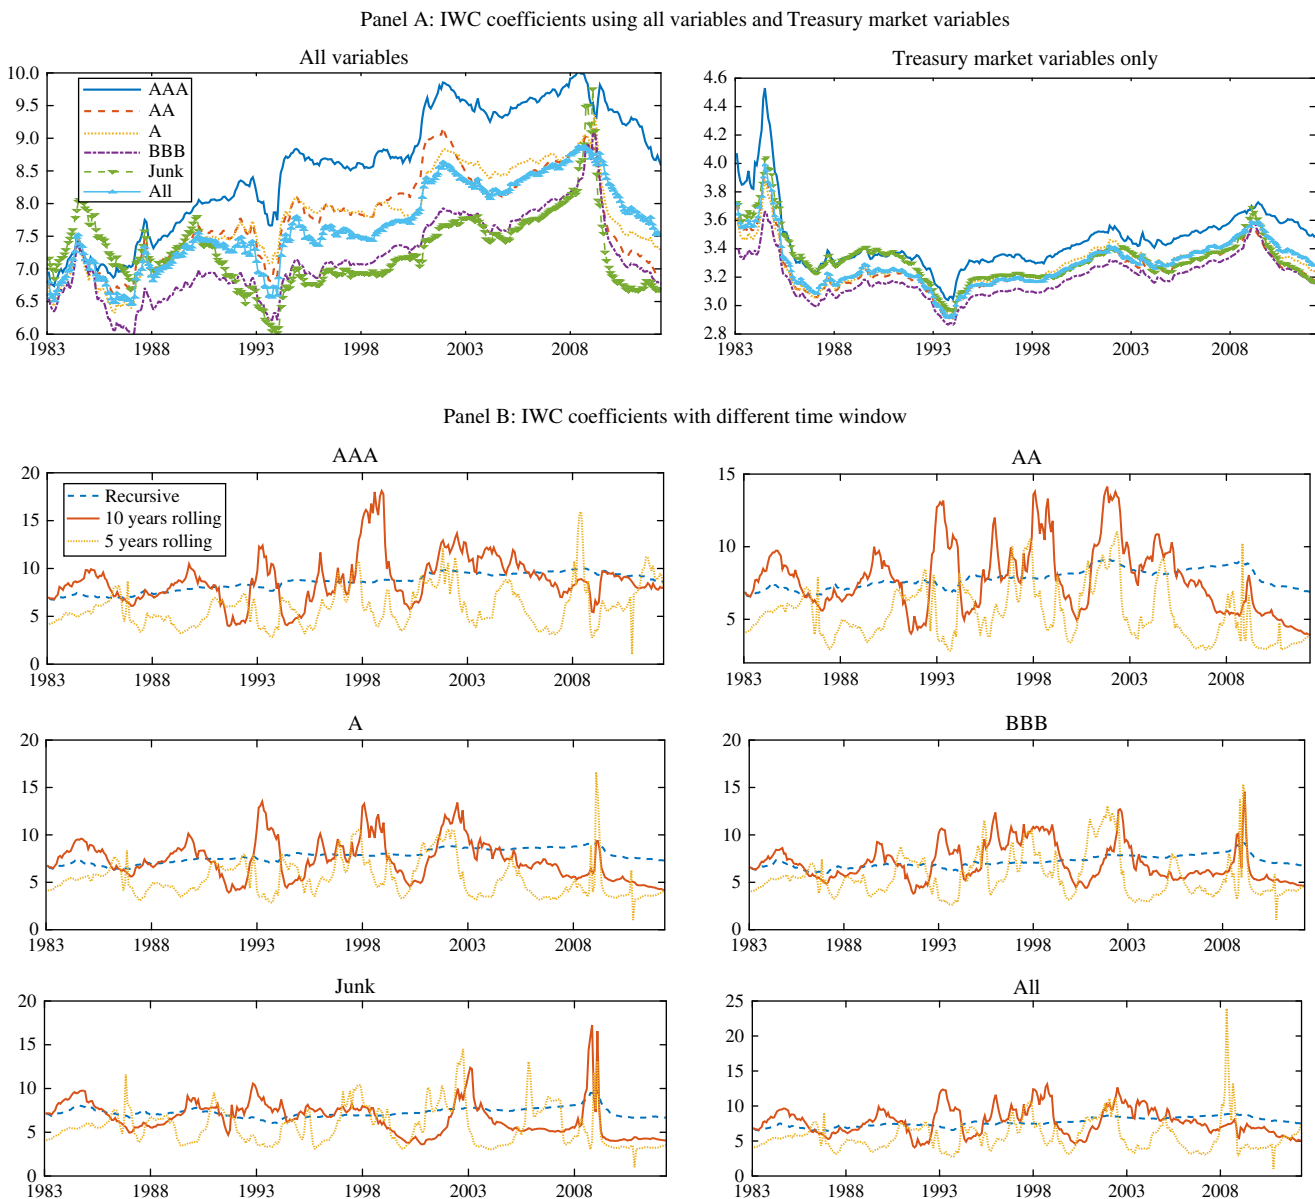 Panel A: IWC coefficients using all variables and Treasury market variables
All variables
Treasury market variables only
10.0
9.5
9.0
8.5
8.0
7.5
7.0
6.5
6.0
AAA
AA
A
BBB
Junk
All
1983 1988 1993 1998 2003 2008
4.6
4.4
4.2
4.0
3.8
3.6
3.4
3.2
3.0
2.8
1983 1988 1993 1998 2003 2008
Panel B: IWC coefficients with different time window
AAA
20
15
10
5
0
Recursive
10 years rolling
5 years rolling
1983 1988 1993 1998 2003 2008
AA
15
10
5
1983 1988 1993 1998 2003 2008
A
20
15
10
5
0
1983 1988 1993 1998 2003 2008
BBB
20
15
10
5
0
1983 1988 1993 1998 2003 2008
Junk
20
15
10
5
0
1983 1988 1993 1998 2003 2008
All
25
20
15
10
5
0
1983 1988 1993 1998 2003 2008